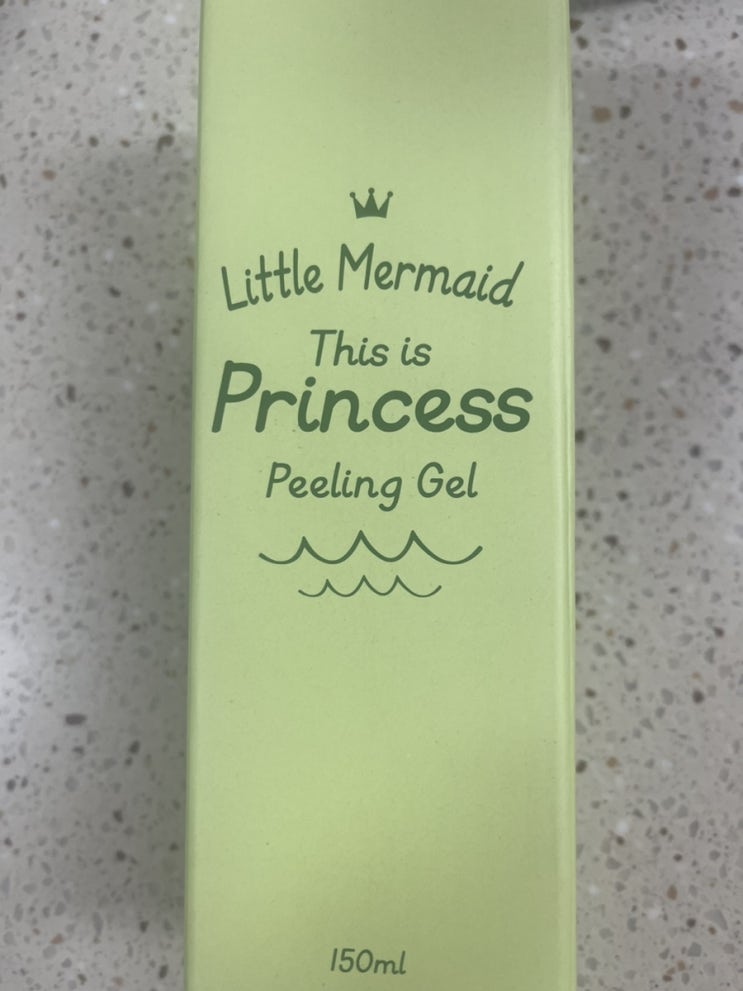 Little Mermaid
This is
Princess
Peeling Gel
150ml